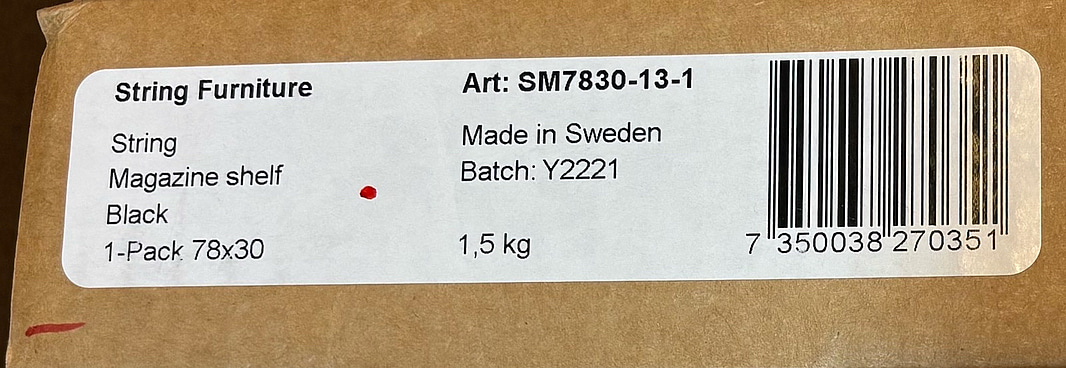 String Furniture
String
Magazine shelf
Black
1-Pack 78x30
Art: SM7830-13-1
Made in Sweden
Batch: Y2221
1,5 kg
7 350038 270351